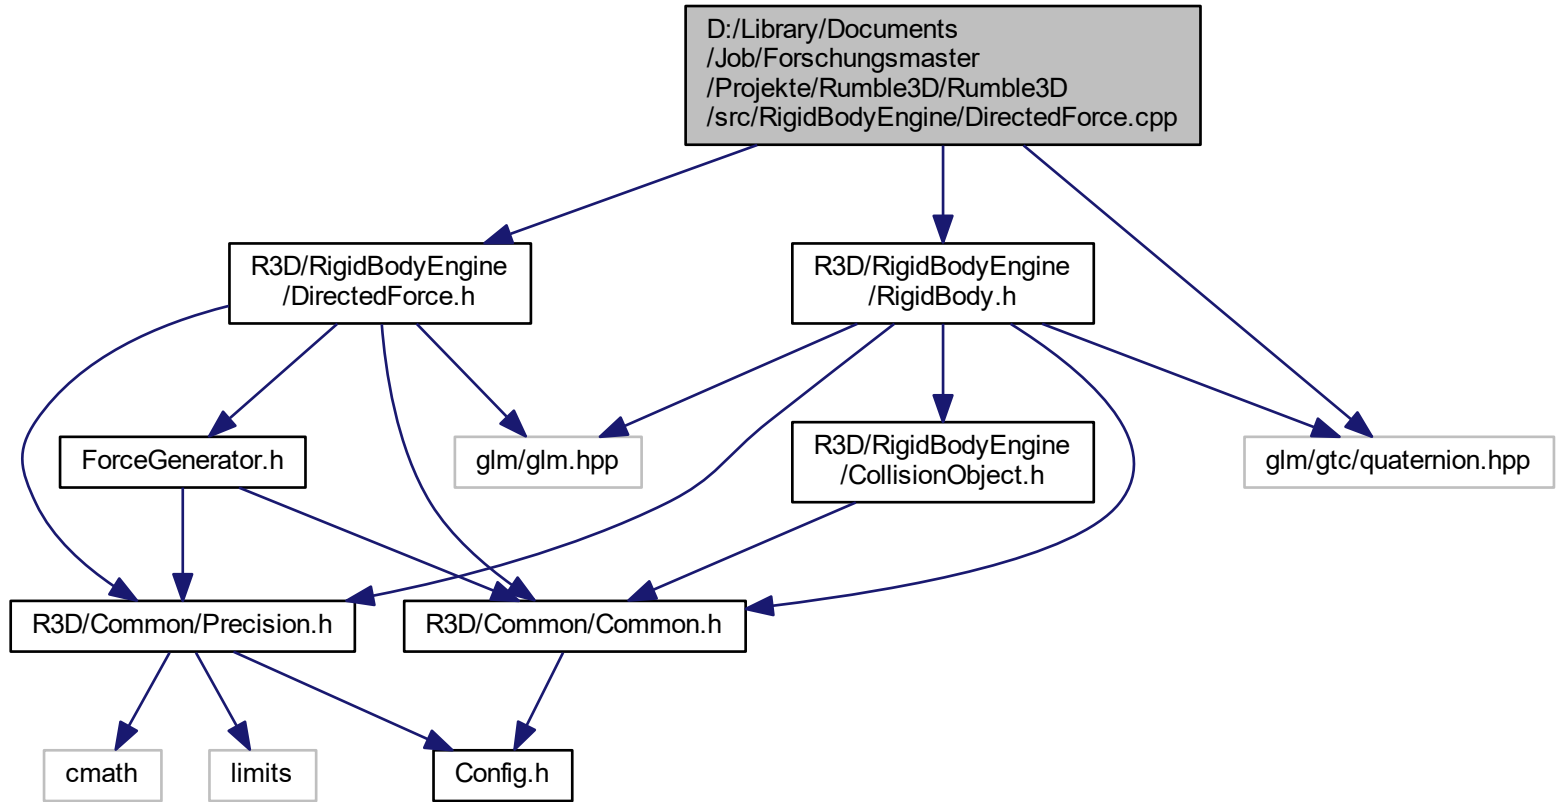 D:/Library/Documents
/Job/Forschungsmaster
/Projekte/Rumble3D/Rumble3D
/src/RigidBodyEngine/DirectedForce.cpp
R3D/RigidBodyEngine
/DirectedForce.h
R3D/RigidBodyEngine
/RigidBody.h
ForceGenerator.h
glm/glm.hpp
R3D/RigidBodyEngine
/CollisionObject.h
glm/gtc/quaternion.hpp
R3D/Common/Precision.h
R3D/Common/Common.h
cmath
limits
Config.h